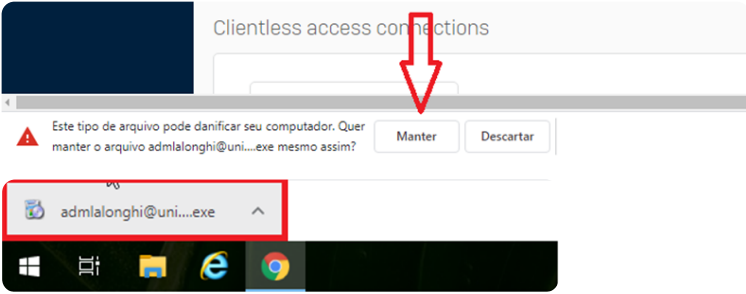 Clientless access connections
Este tipo de arquivo pode danificar seu computador. Quer
manter o arquivo admlalonghi@uni....exe mesmo assim?
Manter
Descartar
admlalonghi@uni....exe